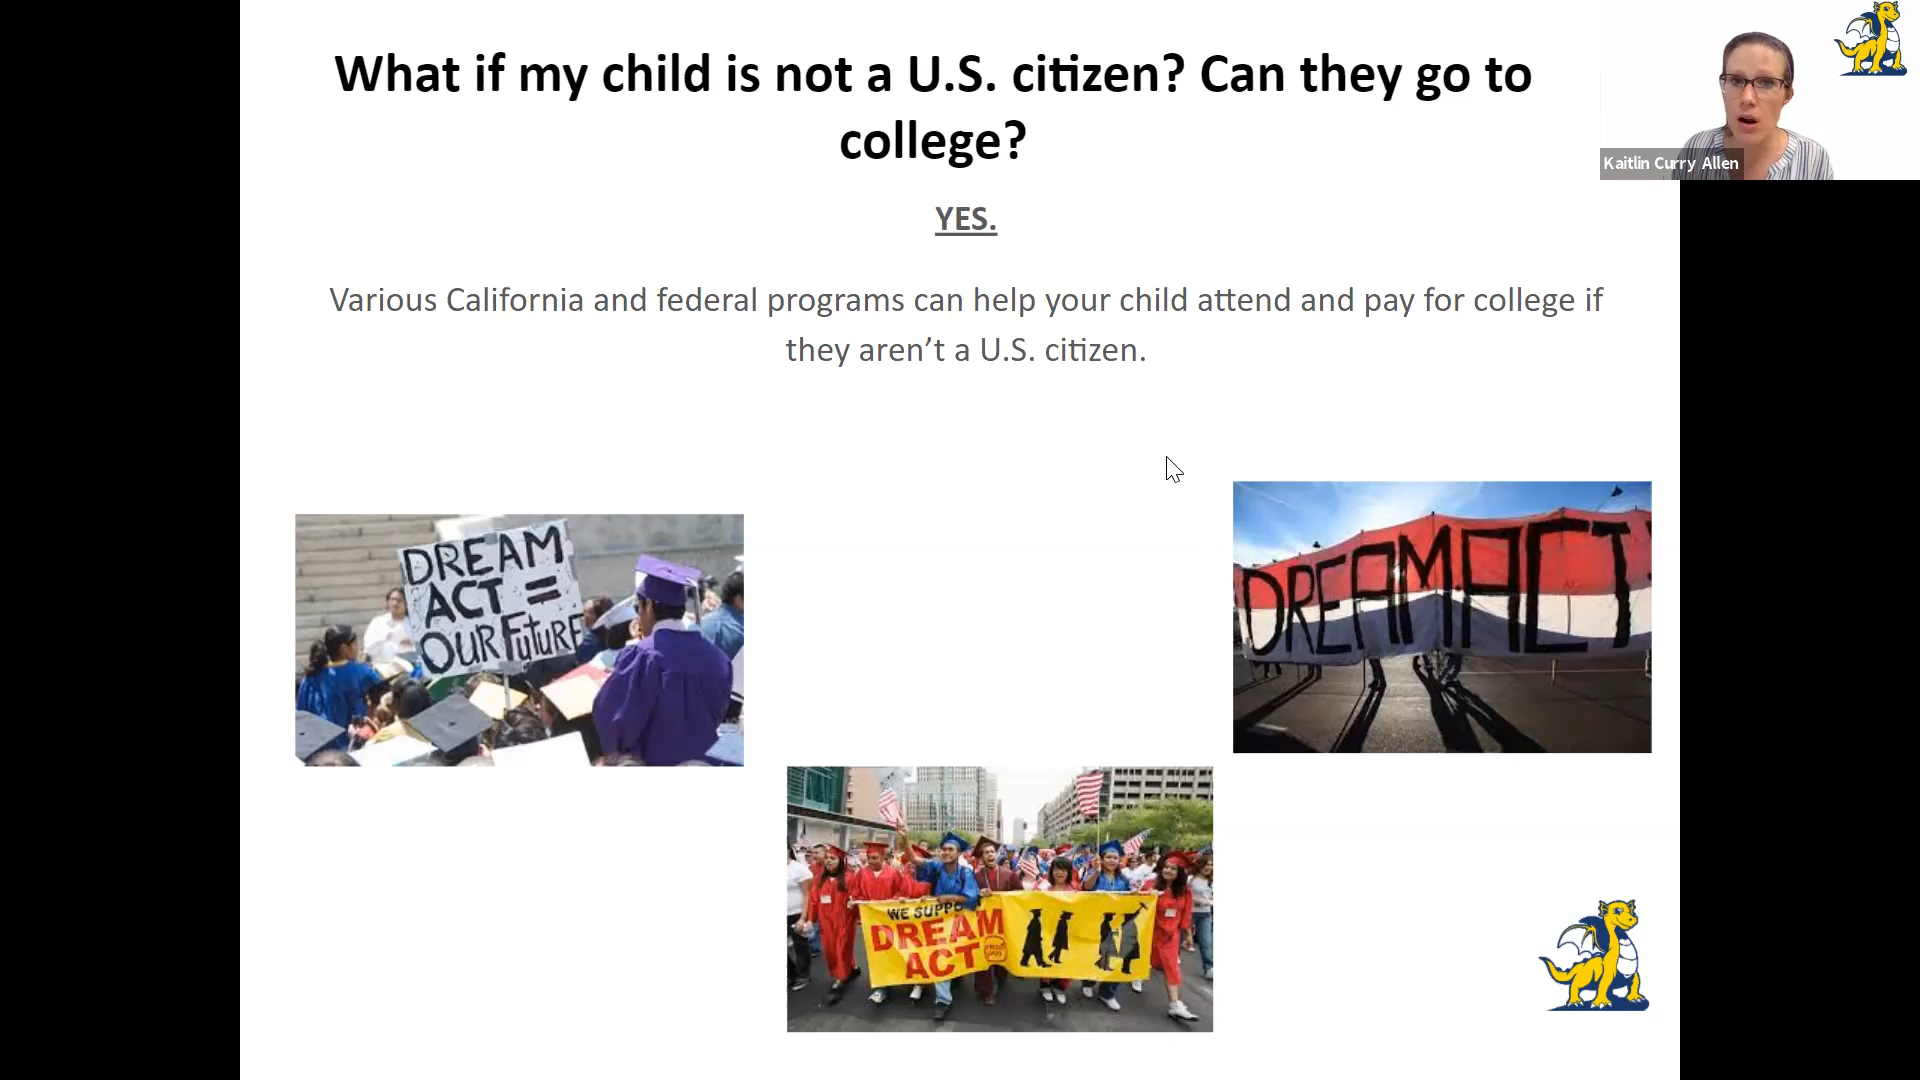 What if my child is not a U.S. citizen? Can they go to
college?
Kaitlin Curry Allen
YES.
Various California and federal programs can help your child attend and pay for college if
they aren’t a U.S. citizen.
DREAM
ACT =
OUR FUTURE
DREAM ACT
WE SUPPO
DREAM
ACT